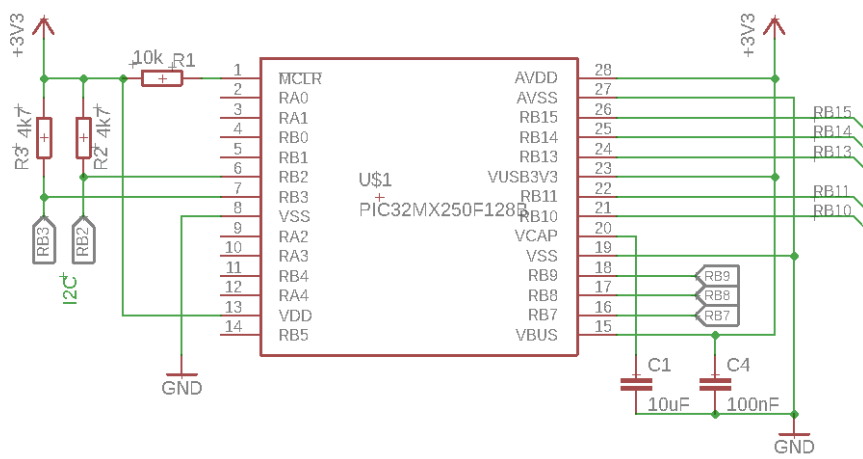 +3V3
10k R1
R3 4k7
R2 4k7
RB3
RB2
I2C
GND
1 MCLR
2 RA0
3 RA1
4 RB0
5 RB1
6 RB2
7 RB3
8 VSS
9 RA2
10 RA3
11 RB4
12 RA4
13 VDD
14 RB5
U$1
PIC32MX250F128B
AVDD 28
AVSS 27
RB15 26
RB14 25
RB13 24
VUSB3V3 23
RB11 22
RB10 21
VCAP 20
VSS 19
RB9 18
RB8 17
RB7 16
VBUS 15
+3V3
RB15
RB14
RB13
RB11
RB10
RB9
RB8
RB7
C1
10uF
C4
100nF
GND